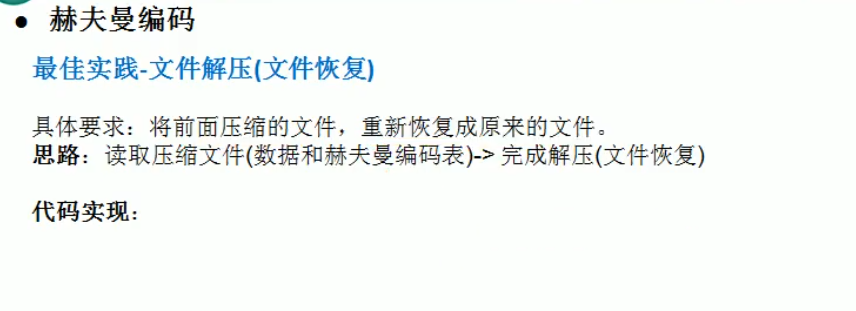 ● 赫夫曼编码
最佳实践-文件解压(文件恢复)
具体要求：将前面压缩的文件，重新恢复成原来的文件。
思路：读取压缩文件(数据和赫夫曼编码表)-> 完成解压(文件恢复)
代码实现：